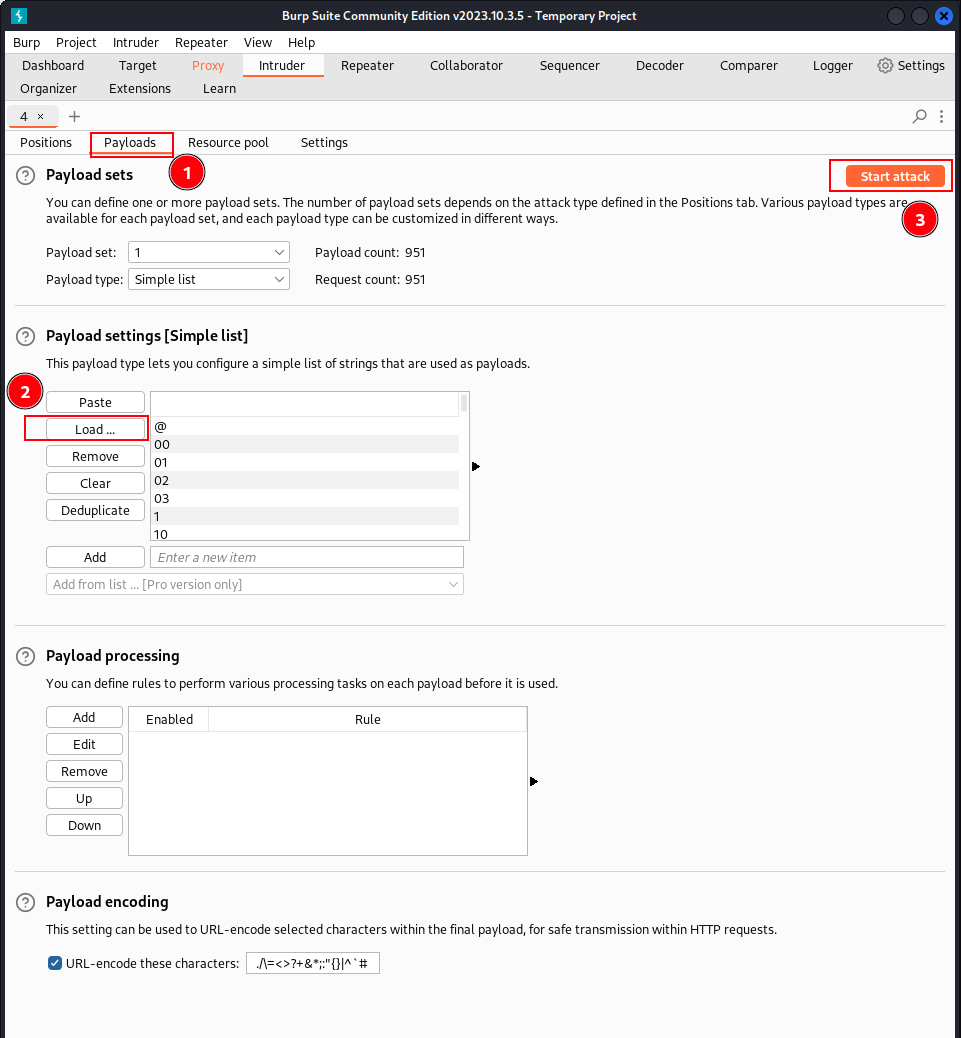 Burp Suite Community Edition v2023.10.3.5 - Temporary Project
Burp Project Intruder Repeater View Help
Dashboard Target Proxy Intruder Repeater Collaborator Sequencer Decoder Comparer Logger Settings
Organizer Extensions Learn
4 × +
Positions Payloads Resource pool Settings
1
? Payload sets
Start attack
3
You can define one or more payload sets. The number of payload sets depends on the attack type defined in the Positions tab. Various payload types are
available for each payload set, and each payload type can be customized in different ways.
Payload set: 1 Payload count: 951
Payload type: Simple list Request count: 951
? Payload settings [Simple list]
This payload type lets you configure a simple list of strings that are used as payloads.
2
Paste
Load ...
Remove
Clear
Deduplicate
@
00
01
02
03
1
10
Add Enter a new item
Add from list ... [Pro version only]
? Payload processing
You can define rules to perform various processing tasks on each payload before it is used.
Add
Edit
Remove
Up
Down
Enabled Rule
? Payload encoding
This setting can be used to URL-encode selected characters within the final payload, for safe transmission within HTTP requests.
URL-encode these characters: ./\=<>?+&*;:"{}|^`#